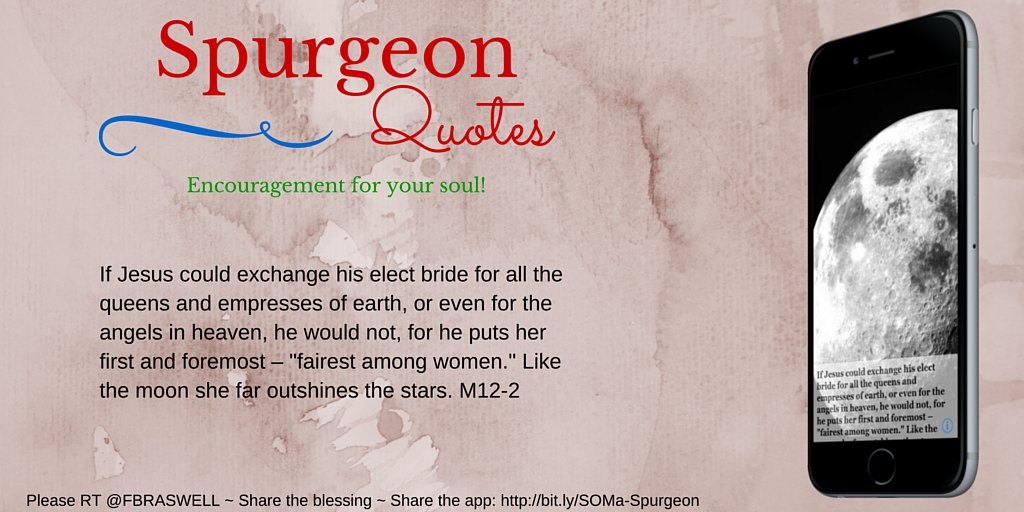 Spurgeon
Quotes
Encouragement for your soul!
If Jesus could exchange his elect bride for all the
queens and empresses of earth, or even for the
angels in heaven, he would not, for he puts her
first and foremost – "fairest among women." Like
the moon she far outshines the stars. M12-2
If Jesus could exchange his elect
bride for all the queens and
empresses of earth, or even for the
angels in heaven, he would not, for
he puts her first and foremost –
"fairest among women." Like the
Please RT @FBRASWELL ~ Share the blessing ~ Share the app: http://bit.ly/SOMa-Spurgeon